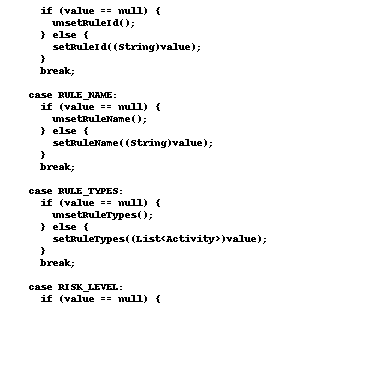 if (value == null) {
unsetRuleId();
} else {
setRuleId((String)value);
}
break;
case RULE_NAME:
if (value == null) {
unsetRuleName();
} else {
setRuleName((String)value);
}
break;
case RULE_TYPES:
if (value == null) {
unsetRuleTypes();
} else {
setRuleTypes((List<Activity>)value);
}
break;
case RISK_LEVEL:
if (value == null) {